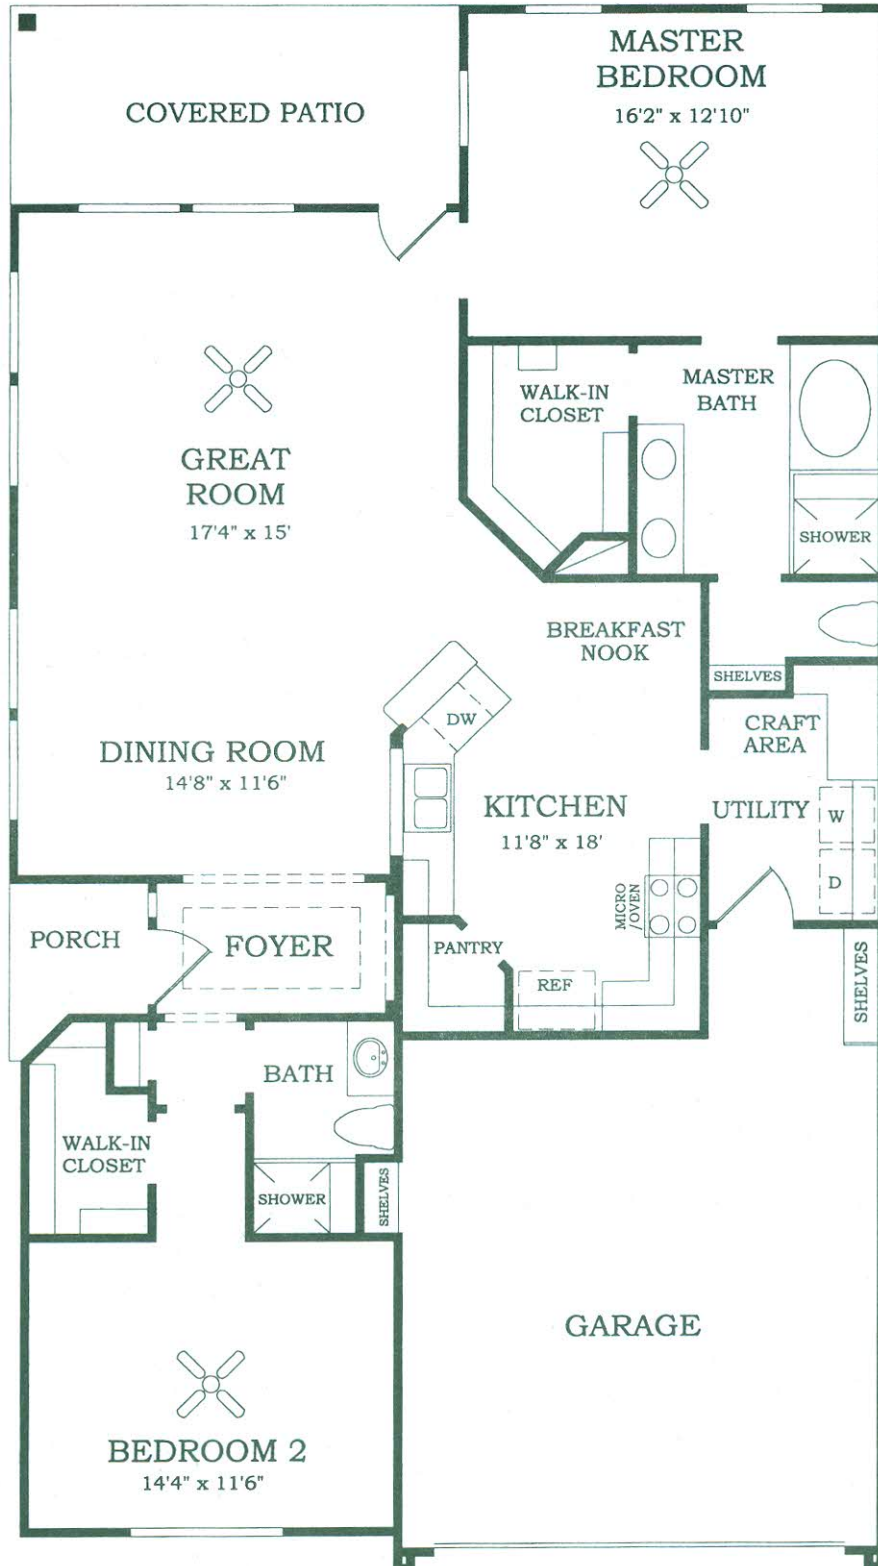 MASTER
BEDROOM
16'2" x 12'10"
COVERED PATIO
WALK-IN
CLOSET
MASTER
BATH
GREAT
ROOM
17'4" x 15'
SHOWER
BREAKFAST
NOOK
SHELVES
DW
CRAFT
AREA
DINING ROOM
14'8" x 11'6"
KITCHEN
11'8" x 18'
UTILITY
W
D
MICRO
/OVEN
PORCH
FOYER
PANTRY
REF
SHELVES
BATH
WALK-IN
CLOSET
SHOWER
SHELVES
GARAGE
BEDROOM 2
14'4" x 11'6"